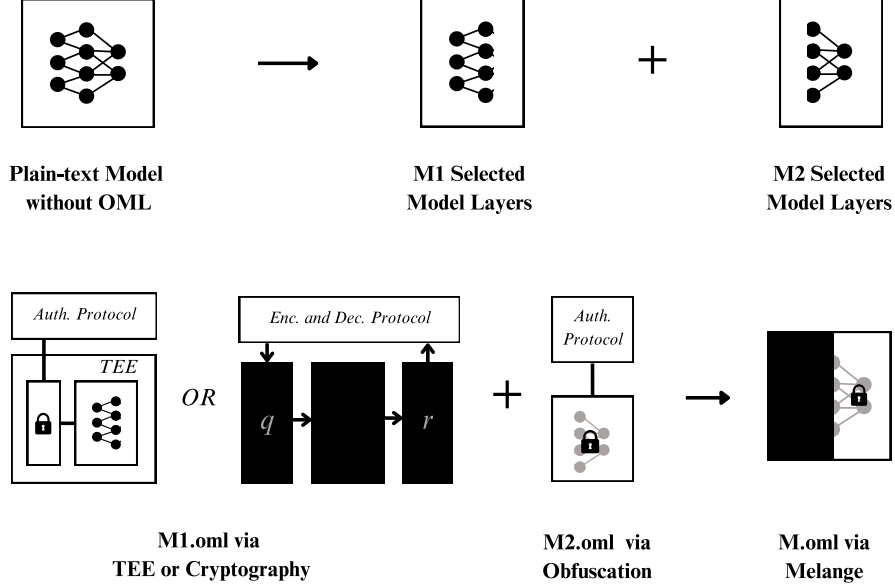 Plain-text Model
without OML
M1 Selected
Model Layers
M2 Selected
Model Layers
Auth. Protocol
TEE
OR
Enc. and Dec. Protocol
q
r
Auth.
Protocol
M1.oml via
TEE or Cryptography
M2.oml via
Obfuscation
M.oml via
Melange